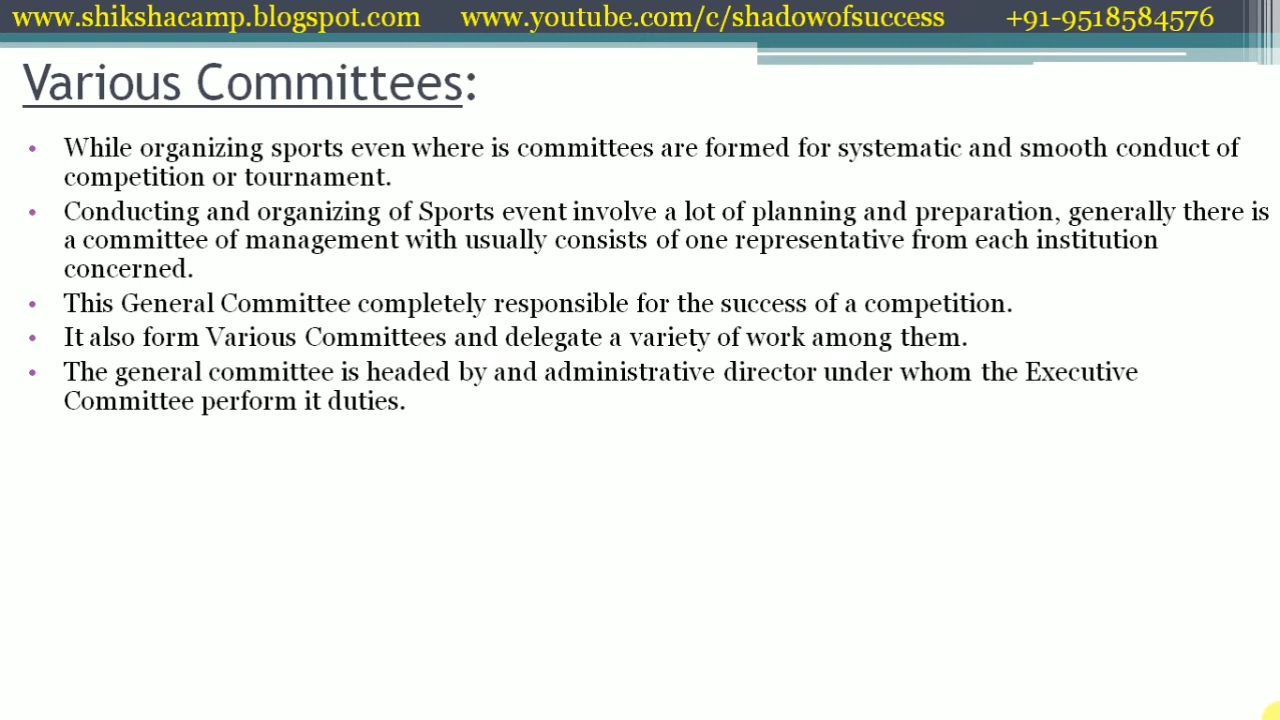 www.shikshacamp.blogspot.com www.youtube.com/c/shadowofsuccess +91-9518584576
Various Committees:
• While organizing sports even where is committees are formed for systematic and smooth conduct of
competition or tournament.
• Conducting and organizing of Sports event involve a lot of planning and preparation, generally there is
a committee of management with usually consists of one representative from each institution
concerned.
• This General Committee completely responsible for the success of a competition.
• It also form Various Committees and delegate a variety of work among them.
• The general committee is headed by and administrative director under whom the Executive
Committee perform it duties.